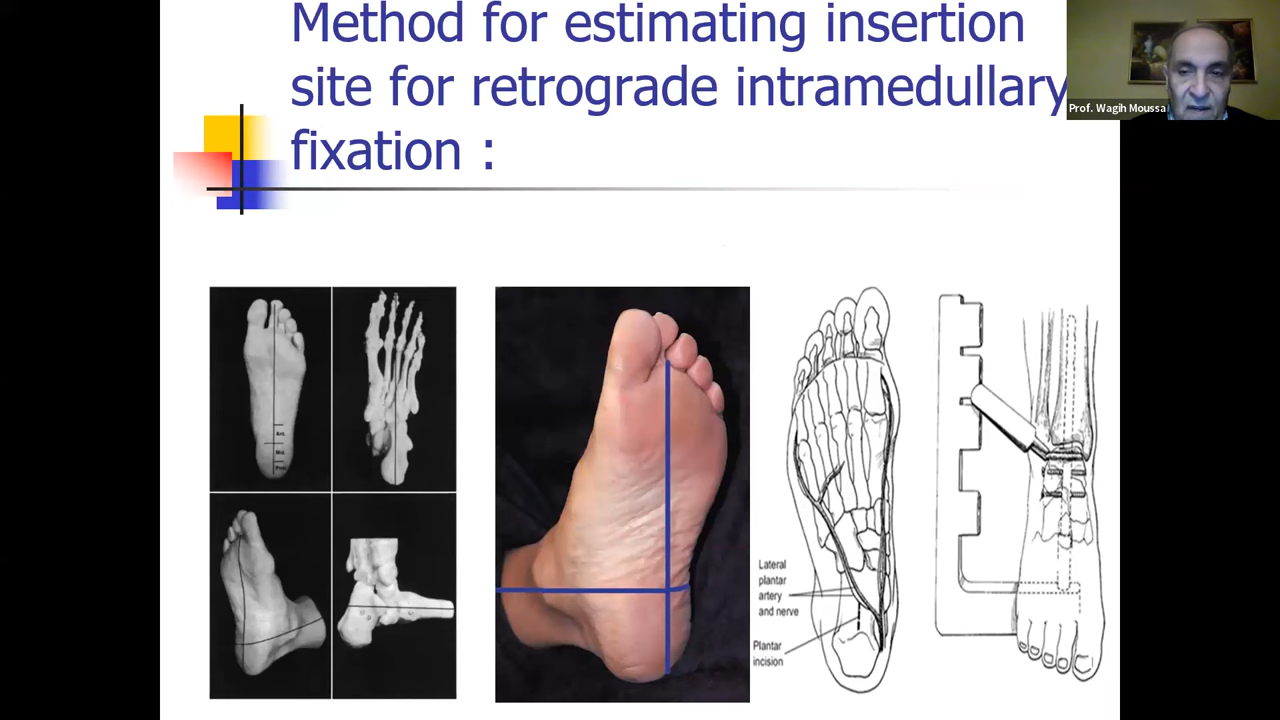 Method for estimating insertion
site for retrograde intramedullary
fixation :
Prof. Wagih Moussa
Lateral
plantar
artery
and nerve
Plantar
incision